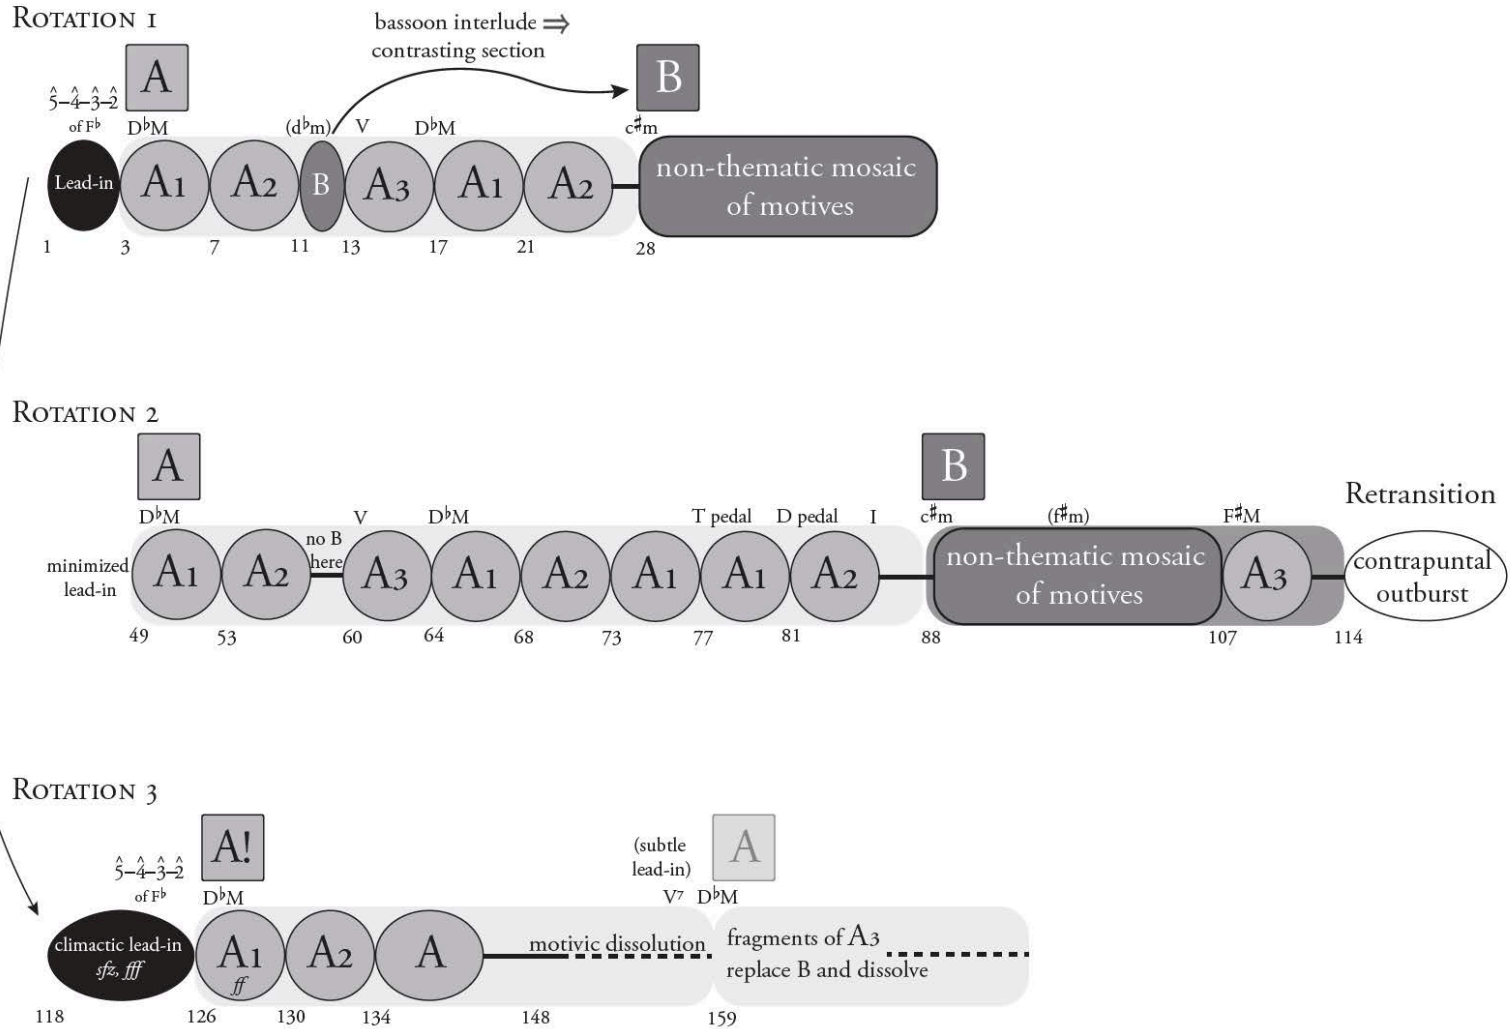 Rotation 1
bassoon interlude ⇒
contrasting section
A
B
5̂–4̂–3̂–2̂
of F♭
D♭M
(d♭m)
V
D♭M
c♯m
Lead-in
A1
A2
B
A3
A1
A2
non-thematic mosaic
of motives
1
3
7
11
13
17
21
28
Rotation 2
A
B
Retransition
D♭M
V
D♭M
T pedal
D pedal
I
c♯m
(f♯m)
F♯M
minimized
lead-in
A1
A2
no B
here
A3
A1
A2
A1
A1
A2
non-thematic mosaic
of motives
A3
contrapuntal
outburst
49
53
60
64
68
73
77
81
88
107
114
Rotation 3
A!
(subtle
lead-in)
A
5̂–4̂–3̂–2̂
of F♭
D♭M
V7
D♭M
climactic lead-in
sfz, fff
A1
ff
A2
A
motivic dissolution
fragments of A3
replace B and dissolve
118
126
130
134
148
159